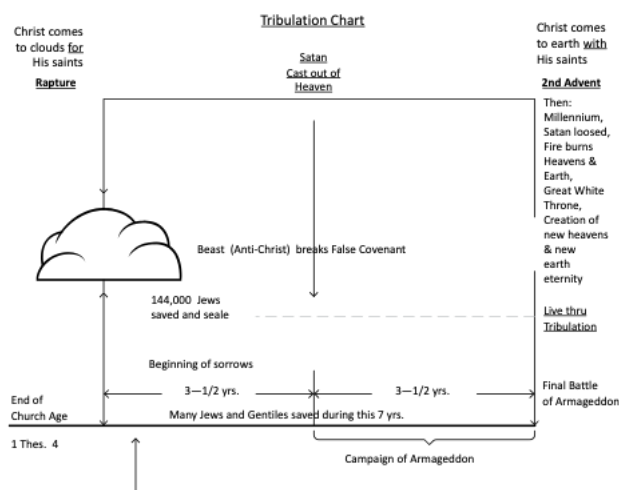 Tribulation Chart
Christ comes
to clouds for
His saints
Rapture
Satan
Cast out of
Heaven
Christ comes
to earth with
His saints
2nd Advent
Then:
Millennium,
Satan loosed,
Fire burns
Heavens &
Earth,
Great White
Throne,
Creation of
new heavens
& new
earth
eternity
Beast (Anti-Christ) breaks False Covenant
144,000 Jews
saved and seale
Live thru
Tribulation
Beginning of sorrows
3—1/2 yrs.
3—1/2 yrs.
Final Battle
of Armageddon
End of
Church Age
Many Jews and Gentiles saved during this 7 yrs.
1 Thes. 4
Campaign of Armageddon